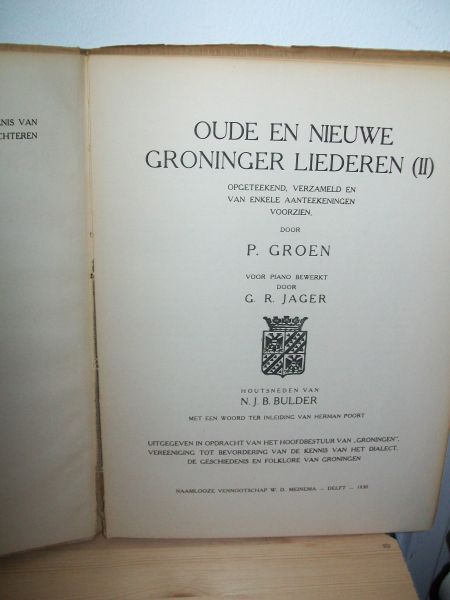 NIS VAN
CHTEREN
OUDE EN NIEUWE
GRONINGER LIEDEREN (II)
OPGETEEKEND, VERZAMELD EN
VAN ENKELE AANTEEKENINGEN
VOORZIEN,
DOOR
P. GROEN
VOOR PIANO BEWERKT
DOOR
G. R. JAGER
HOUTSNEDEN VAN
N. J. B. BULDER
MET EEN WOORD TER INLEIDING VAN HERMAN POORT
UITGEGEVEN IN OPDRACHT VAN HET HOOFDBESTUUR VAN „GRONINGEN",
VEREENIGING TOT BEVORDERING VAN DE KENNIS VAN HET DIALECT,
DE GESCHIEDENIS EN FOLKLORE VAN GRONINGEN
NAAMLOOZE VENNOOTSCHAP W. D. MEINEMA — DELFT — 1930